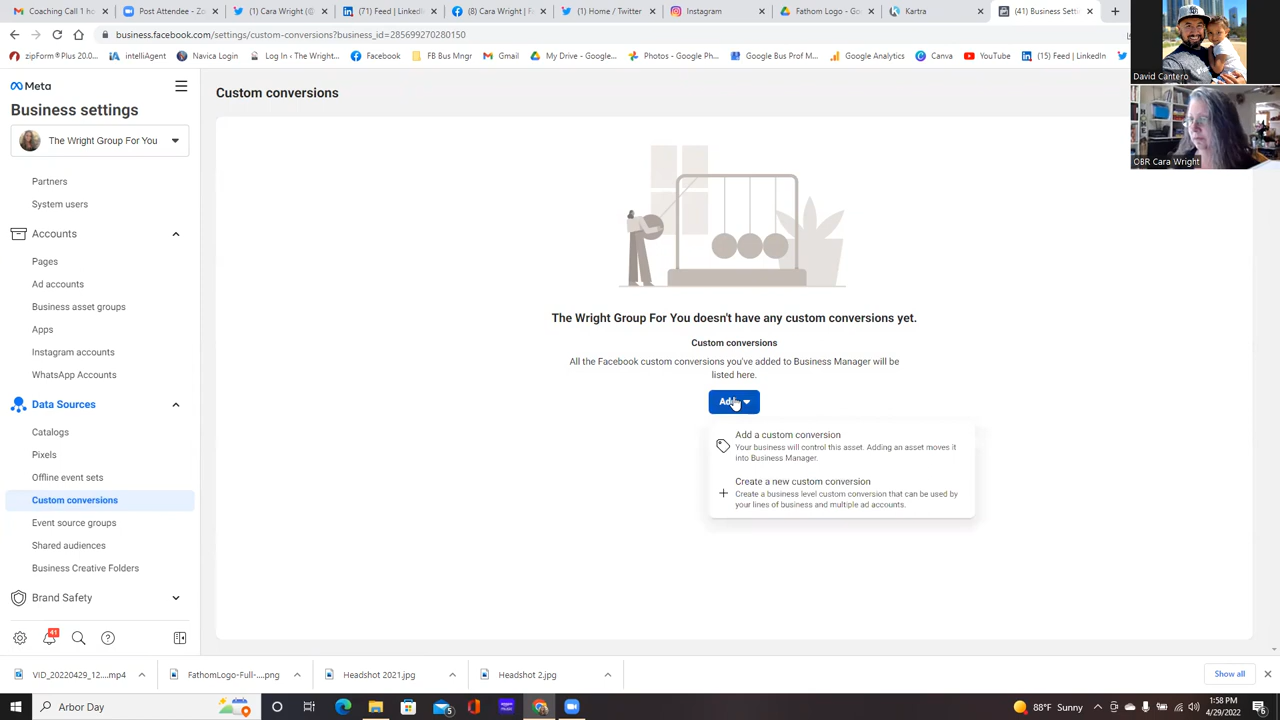 Coaching Call 1 h
Post Attendee - Zo
(1) Cara Wright (@
(71) Feed | LinkedI
(8) Cara Wright | F
(1) Home / Twitter
Instagram
Fathom Logo - Go
Kartra
(41) Business Setti
business.facebook.com/settings/custom-conversions?business_id=285699270280150
zipForm®Plus 20.0...
intelliAgent
Navica Login
Log In ‹ The Wright...
Facebook
FB Bus Mngr
Gmail
My Drive - Google...
Photos - Google Ph...
Google Bus Prof M...
Google Analytics
Canva
YouTube
(15) Feed | LinkedIn
David Cantero
OBR Cara Wright
Meta
Business settings
The Wright Group For You
Partners
System users
Accounts
Pages
Ad accounts
Business asset groups
Apps
Instagram accounts
WhatsApp Accounts
Data Sources
Catalogs
Pixels
Offline event sets
Custom conversions
Event source groups
Shared audiences
Business Creative Folders
Brand Safety
41
Custom conversions
The Wright Group For You doesn't have any custom conversions yet.
Custom conversions
All the Facebook custom conversions you've added to Business Manager will be
listed here.
Add
Add a custom conversion
Your business will control this asset. Adding an asset moves it
into Business Manager.
Create a new custom conversion
Create a business level custom conversion that can be used by
your lines of business and multiple ad accounts.
VID_20220429_12....mp4
FathomLogo-Full-....png
Headshot 2021.jpg
Headshot 2.jpg
Show all
Arbor Day
88°F Sunny
1:58 PM
4/29/2022